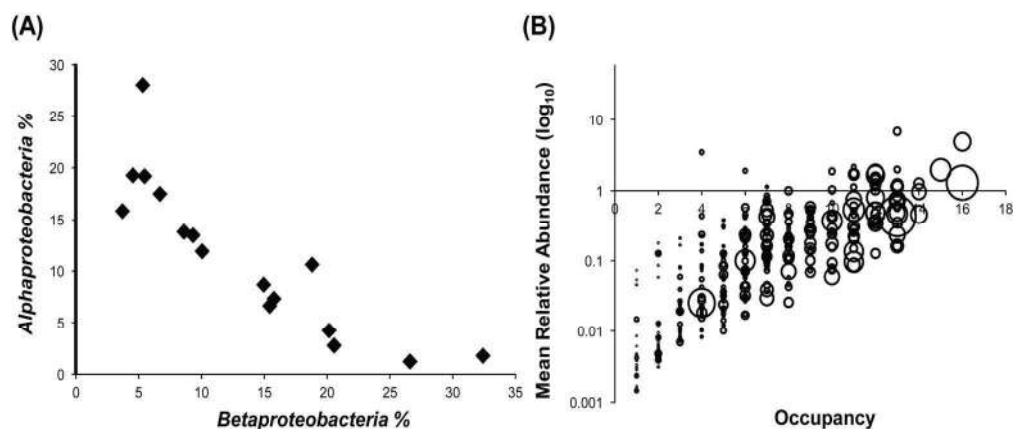 (A)
Alphaproteobacteria %
30
25
20
15
10
5
0
0 5 10 15 20 25 30 35
Betaproteobacteria %
(B)
Mean Relative Abundance (log10)
10
1
0.1
0.01
0.001
0 2 4 6 8 10 12 14 16 18
Occupancy